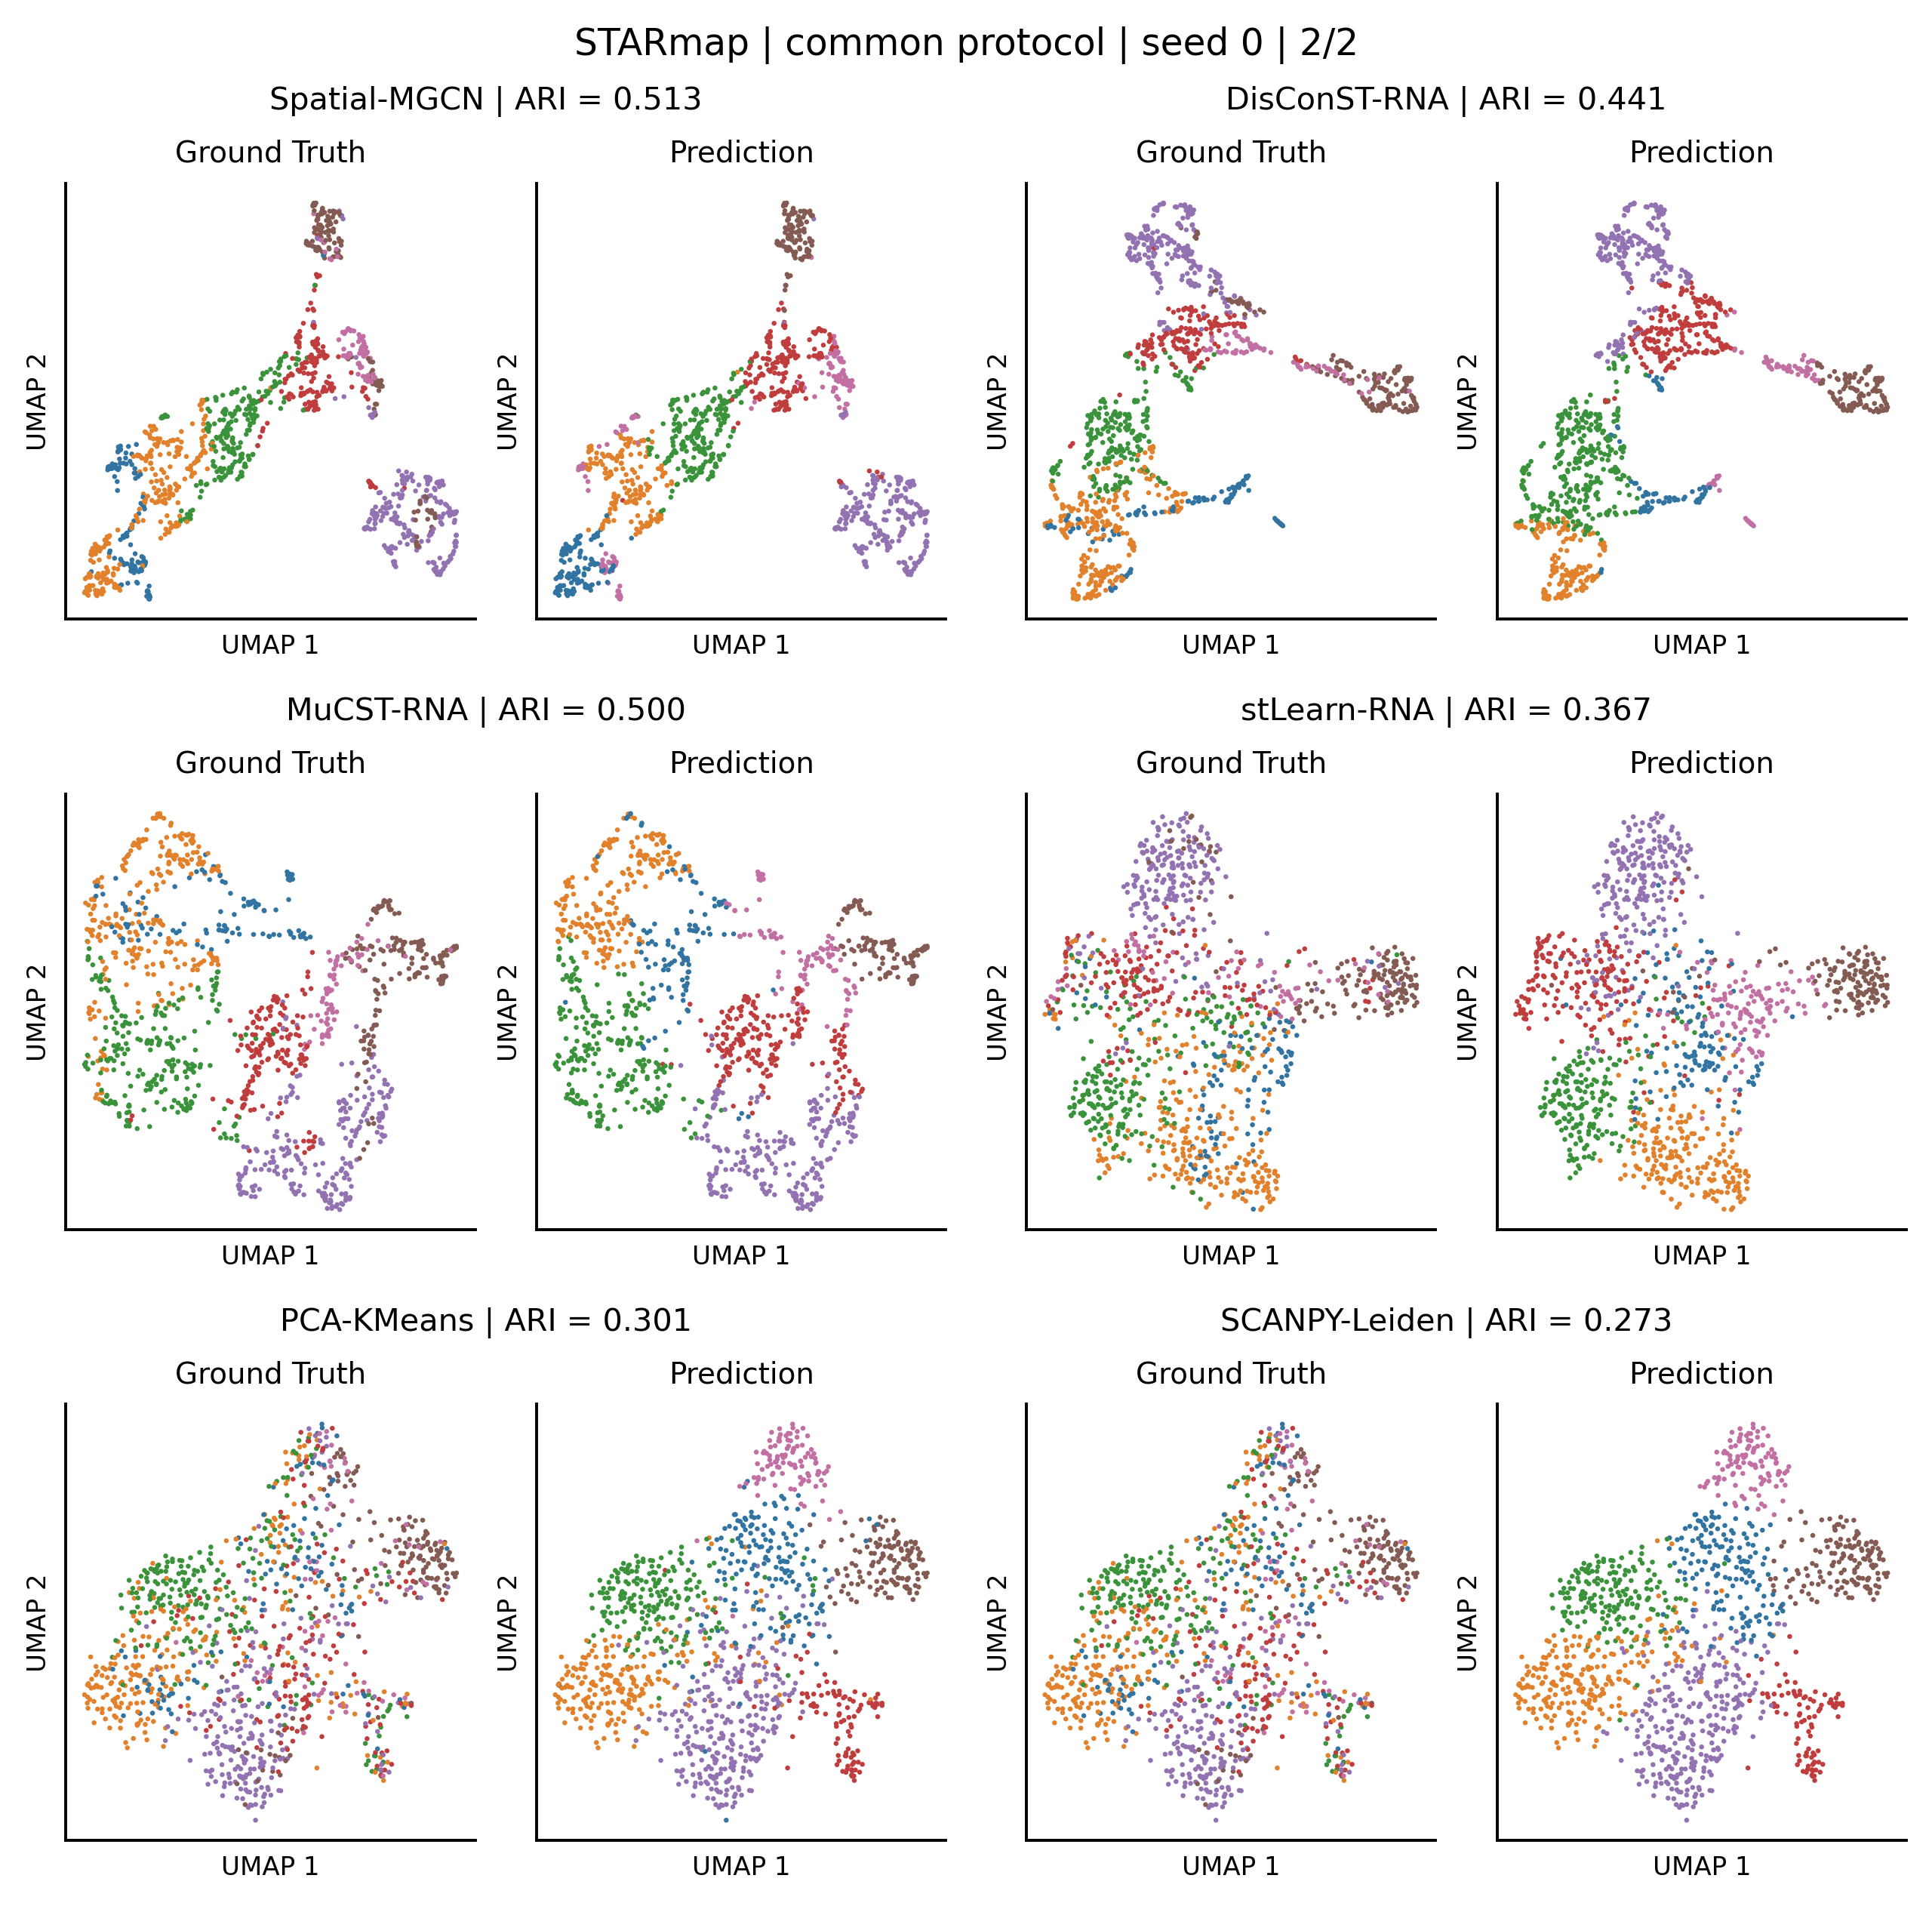 STARmap | common protocol | seed 0 | 2/2
Spatial-MGCN | ARI = 0.513
DisConST-RNA | ARI = 0.441
Ground Truth
Prediction
Ground Truth
Prediction
UMAP 2
UMAP 2
UMAP 2
UMAP 2
UMAP 1
UMAP 1
UMAP 1
UMAP 1
MuCST-RNA | ARI = 0.500
stLearn-RNA | ARI = 0.367
Ground Truth
Prediction
Ground Truth
Prediction
UMAP 2
UMAP 2
UMAP 2
UMAP 2
UMAP 1
UMAP 1
UMAP 1
UMAP 1
PCA-KMeans | ARI = 0.301
SCANPY-Leiden | ARI = 0.273
Ground Truth
Prediction
Ground Truth
Prediction
UMAP 2
UMAP 2
UMAP 2
UMAP 2
UMAP 1
UMAP 1
UMAP 1
UMAP 1